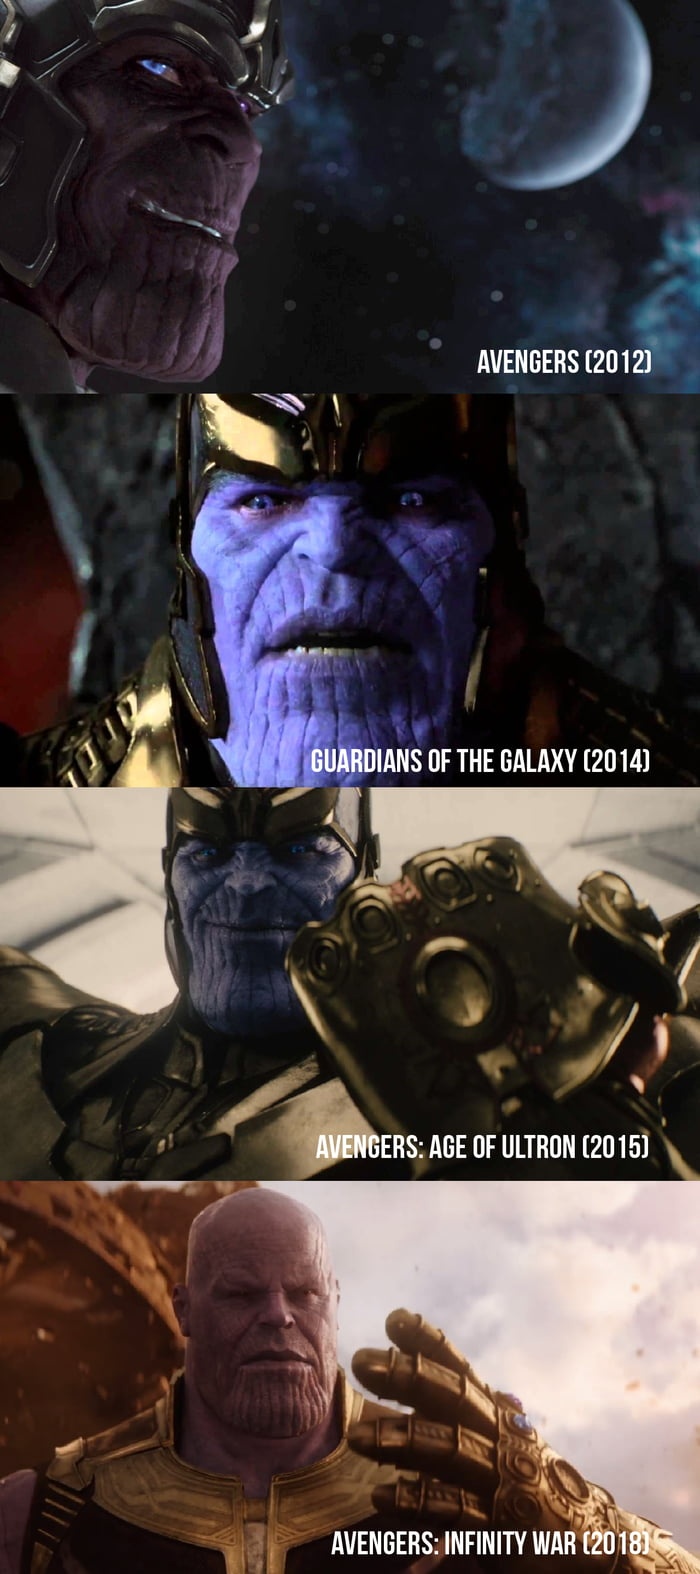 AVENGERS (2012)
GUARDIANS OF THE GALAXY (2014)
AVENGERS: AGE OF ULTRON (2015)
AVENGERS: INFINITY WAR (2018)